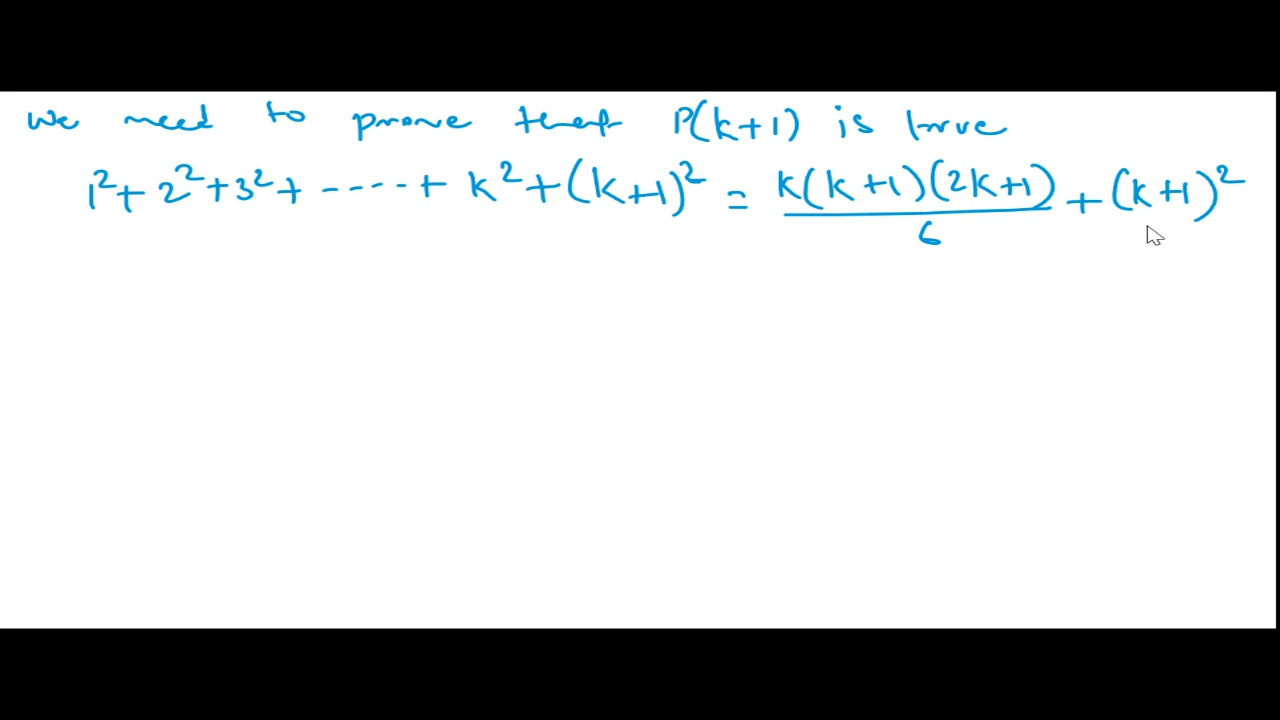 We need to prove that P(k+1) is true
1²+ 2²+3²+ ----+ k²+(k+1)² = k(k+1)(2k+1)/6 + (k+1)²